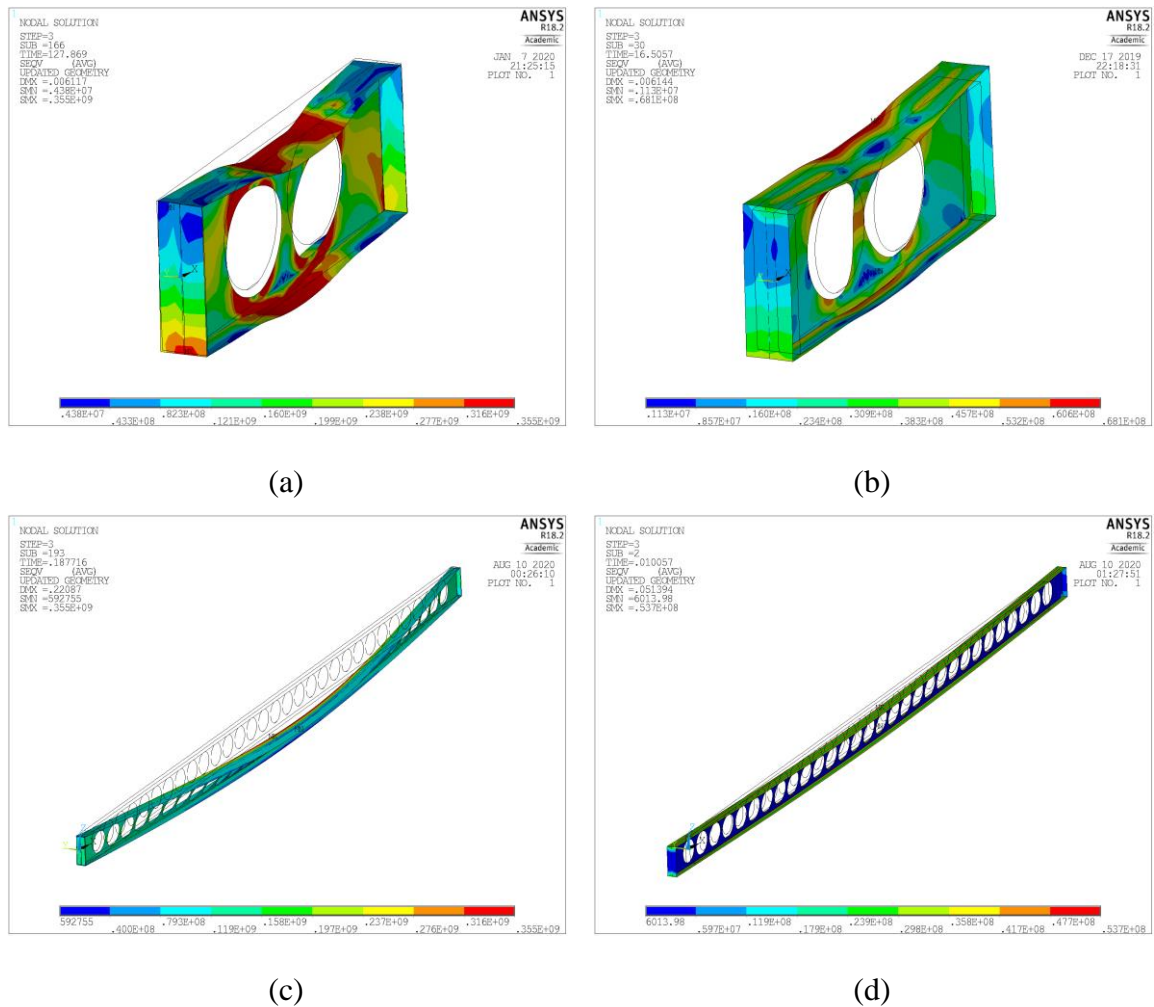 1
NODAL SOLUTION
STEP=3
SUB =166
TIME=127.869
SEQV (AVG)
UPDATED GEOMETRY
DMX =.006117
SMN =.438E+07
SMX =.355E+09
ANSYS
R18.2
Academic
JAN 7 2020
21:25:15
PLOT NO. 1
X
.438E+07 .823E+08 .160E+09 .238E+09 .316E+09
.433E+08 .121E+09 .199E+09 .277E+09 .355E+09
(a)
1
NODAL SOLUTION
STEP=3
SUB =30
TIME=16.5057
SEQV (AVG)
UPDATED GEOMETRY
DMX =.006144
SMN =.113E+07
SMX =.681E+08
ANSYS
R18.2
Academic
DEC 17 2019
22:18:31
PLOT NO. 1
X
.113E+07 .160E+08 .309E+08 .457E+08 .606E+08
.857E+07 .234E+08 .383E+08 .532E+08 .681E+08
(b)
1
NODAL SOLUTION
STEP=3
SUB =193
TIME=.187716
SEQV (AVG)
UPDATED GEOMETRY
DMX =.22087
SMN =592755
SMX =.355E+09
ANSYS
R18.2
Academic
AUG 10 2020
00:26:10
PLOT NO. 1
Z
592755 .793E+08 .158E+09 .237E+09 .316E+09
.400E+08 .119E+09 .197E+09 .276E+09 .355E+09
(c)
1
NODAL SOLUTION
STEP=3
SUB =2
TIME=.010057
SEQV (AVG)
UPDATED GEOMETRY
DMX =.051394
SMN =6013.98
SMX =.537E+08
ANSYS
R18.2
Academic
AUG 10 2020
01:27:51
PLOT NO. 1
Z
6013.98 .119E+08 .239E+08 .358E+08 .477E+08
.597E+07 .179E+08 .298E+08 .417E+08 .537E+08
(d)